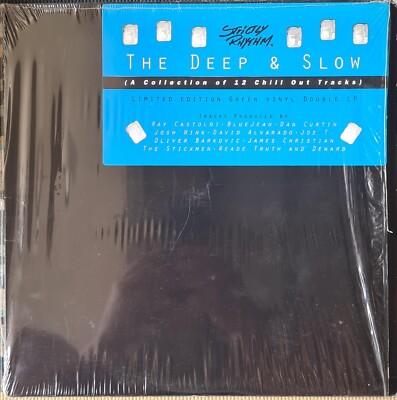 STRICTLY
RHYTHM.
THE DEEP & SLOW
(A Collection of 12 Chill Out Tracks)
LIMITED EDITION GREEN VINYL DOUBLE LP
TRACKS PRODUCED BY
RAY CASTOLDI·BLUEJEAN·DAN CURTIN
JOSH WINK·DAVID ALVARADO·JOE T.
OLIVER BARKOVIC·JAMES CHRISTIAN
THE STICKMEN·READE TRUTH AND DENARD